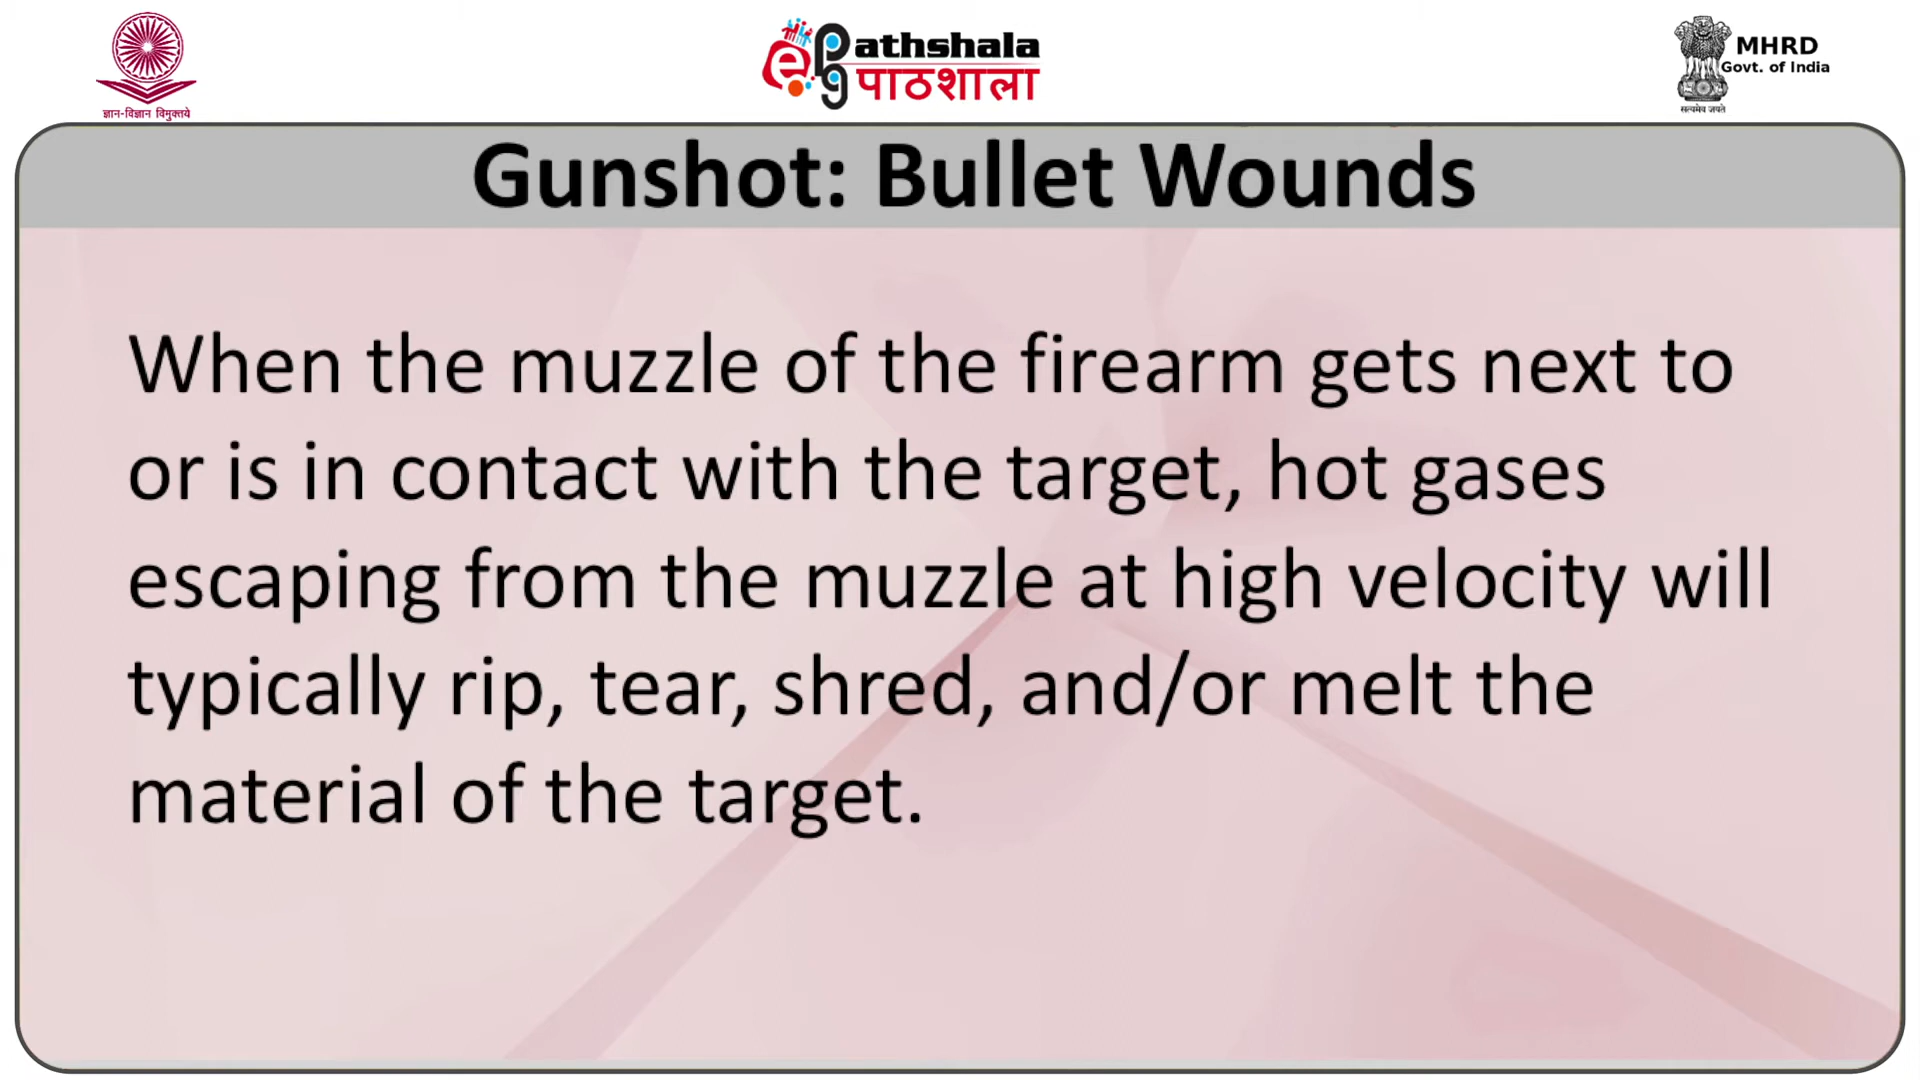 ज्ञान-विज्ञान विमुक्तये
ePG Pathshala
पाठशाला
MHRD
Govt. of India
सत्यमेव जयते
Gunshot: Bullet Wounds
When the muzzle of the firearm gets next to
or is in contact with the target, hot gases
escaping from the muzzle at high velocity will
typically rip, tear, shred, and/or melt the
material of the target.